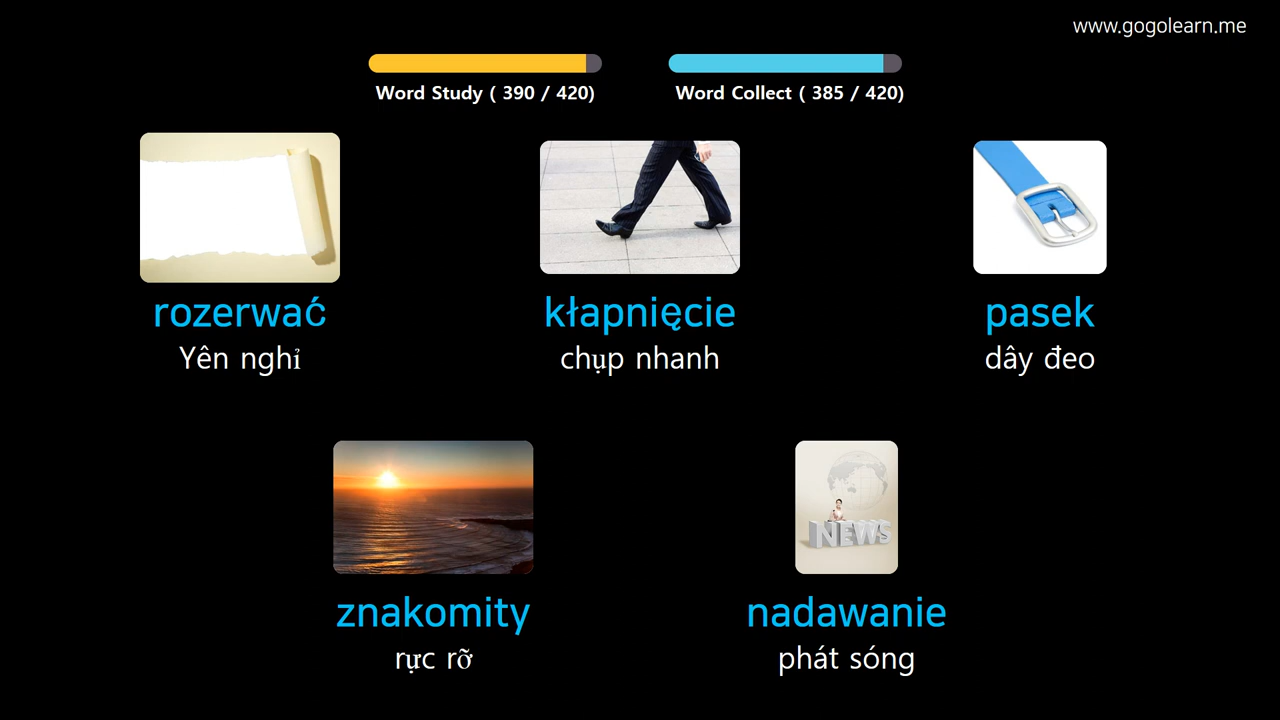 www.gogolearn.me
Word Study ( 390 / 420)
Word Collect ( 385 / 420)
rozerwać
Yên nghỉ
kłapnięcie
chụp nhanh
pasek
dây đeo
NEWS
znakomity
rực rỡ
nadawanie
phát sóng